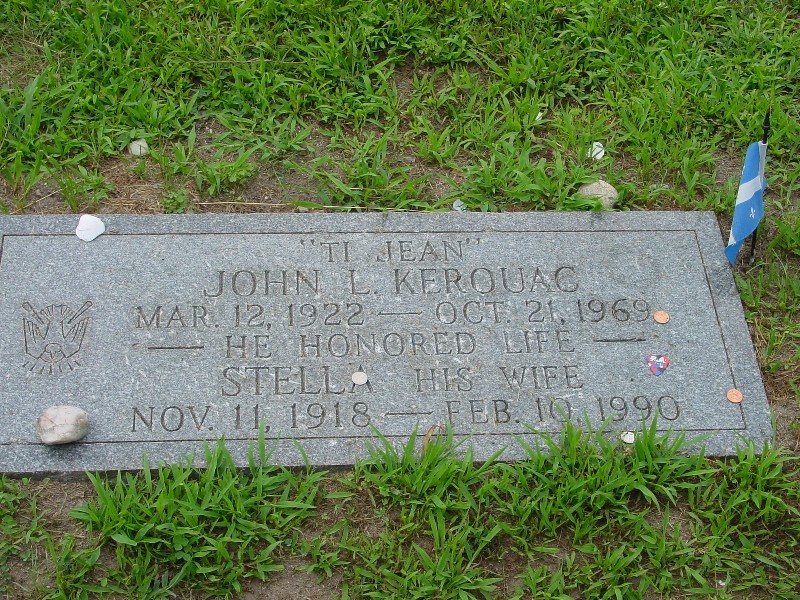 "TI JEAN"
JOHN L. KEROUAC
MAR. 12, 1922 — OCT. 21, 1969
— HE HONORED LIFE —
STELLA HIS WIFE
NOV. 11, 1918 — FEB. 10, 1990